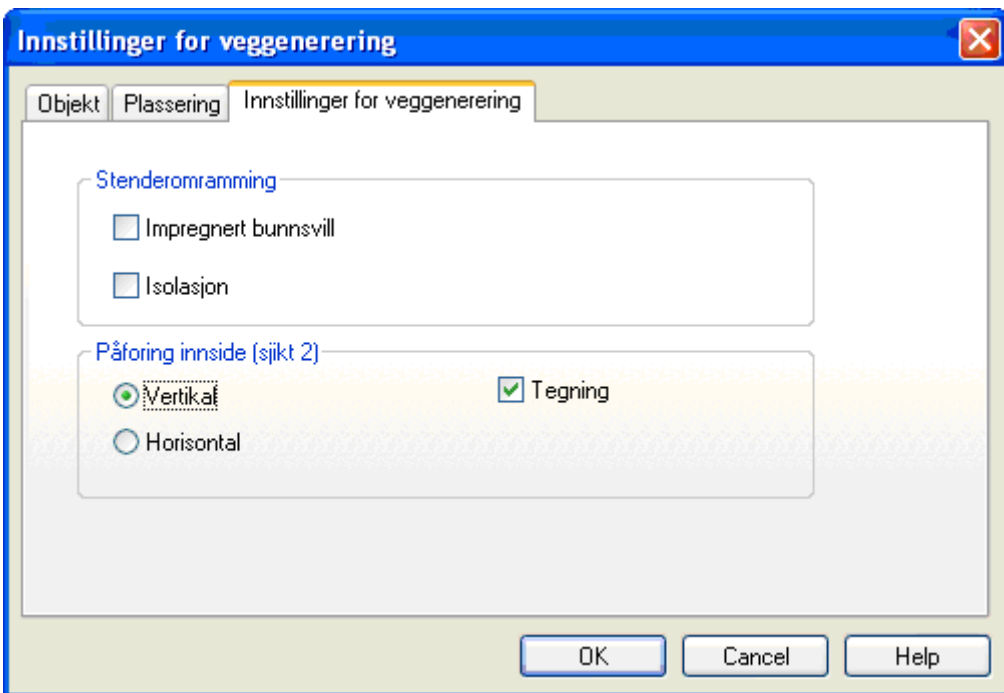 Innstillinger for veggenerering
Objekt Plassering Innstillinger for veggenerering
Stenderomramming
Impregnert bunnsvill
Isolasjon
Påforing innside (sjikt 2)
Vertikal Tegning
Horisontal
OK Cancel Help